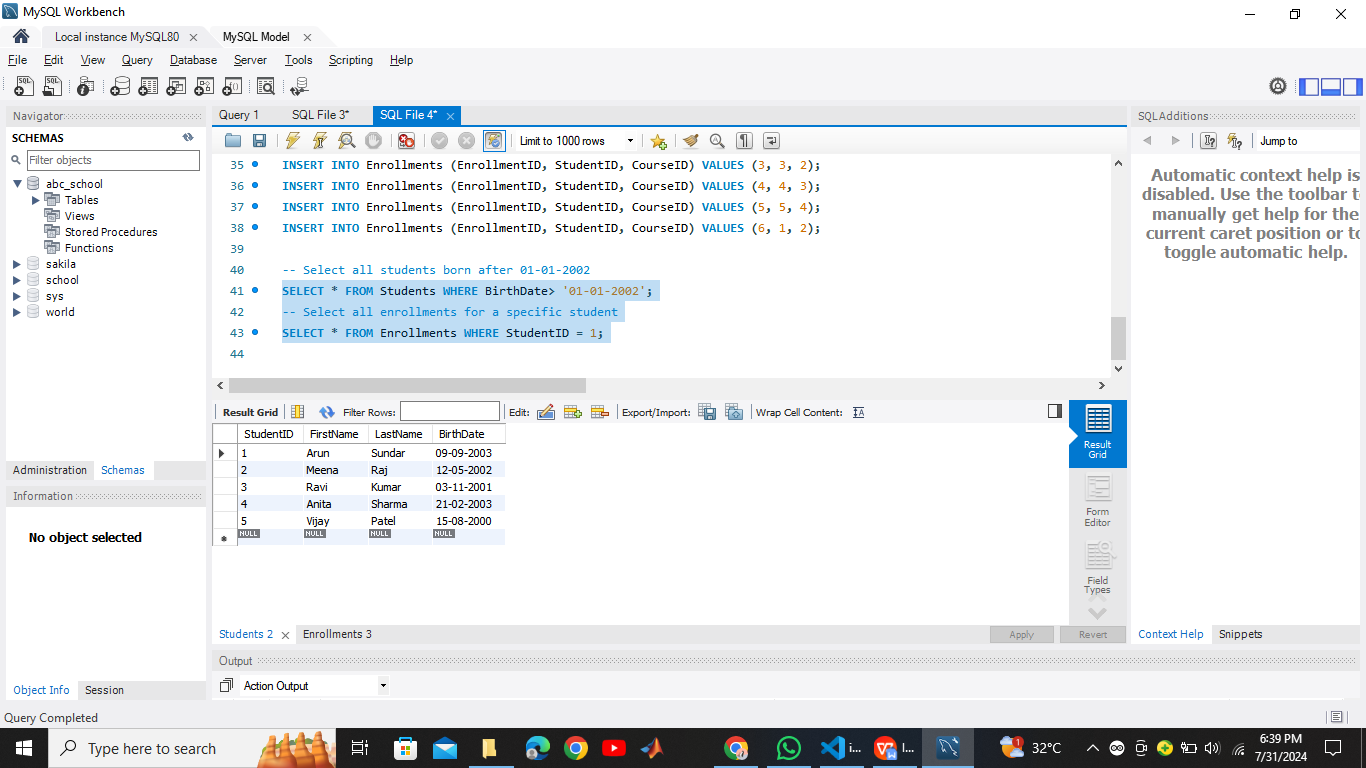 MySQL Workbench
Local instance MySQL80
MySQL Model
File Edit View Query Database Server Tools Scripting Help
Navigator
SCHEMAS
Filter objects
abc_school
Tables
Views
Stored Procedures
Functions
sakila
school
sys
world
Administration Schemas
Information
No object selected
Object Info Session
Query 1 SQL File 3* SQL File 4*
Limit to 1000 rows
35 INSERT INTO Enrollments (EnrollmentID, StudentID, CourseID) VALUES (3, 3, 2);
36 INSERT INTO Enrollments (EnrollmentID, StudentID, CourseID) VALUES (4, 4, 3);
37 INSERT INTO Enrollments (EnrollmentID, StudentID, CourseID) VALUES (5, 5, 4);
38 INSERT INTO Enrollments (EnrollmentID, StudentID, CourseID) VALUES (6, 1, 2);
39
40 -- Select all students born after 01-01-2002
41 SELECT * FROM Students WHERE BirthDate> '01-01-2002';
42 -- Select all enrollments for a specific student
43 SELECT * FROM Enrollments WHERE StudentID = 1;
44
Result Grid Filter Rows: Edit: Export/Import: Wrap Cell Content:
StudentID FirstName LastName BirthDate
1 Arun Sundar 09-09-2003
2 Meena Raj 12-05-2002
3 Ravi Kumar 03-11-2001
4 Anita Sharma 21-02-2003
5 Vijay Patel 15-08-2000
NULL NULL NULL NULL
Result
Grid
Form
Editor
Field
Types
Students 2 Enrollments 3
Apply Revert
Output
Action Output
SQLAdditions
Jump to
Automatic context help is
disabled. Use the toolbar t
manually get help for the
current caret position or to
toggle automatic help.
Context Help Snippets
Query Completed
Type here to search
i...
I...
1
32°C
6:39 PM
7/31/2024